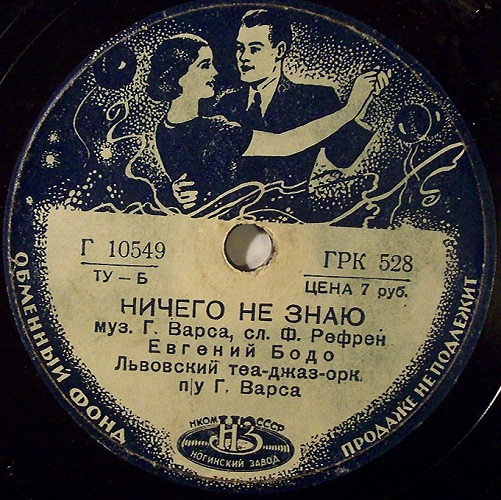 Г 10549
ТУ – Б
ГРК 528
ЦЕНА 7 руб.
НИЧЕГО НЕ ЗНАЮ
муз. Г. Варса, сл. Ф. Рефрен
Евгений Бодо
Львовский теа-джаз-орк.
п/у Г. Варса
НКОМ СССР
НЗ
НОГИНСКИЙ ЗАВОД
ОБМЕННЫЙ ФОНД
ПРОДАЖЕ НЕ ПОДЛЕЖИТ